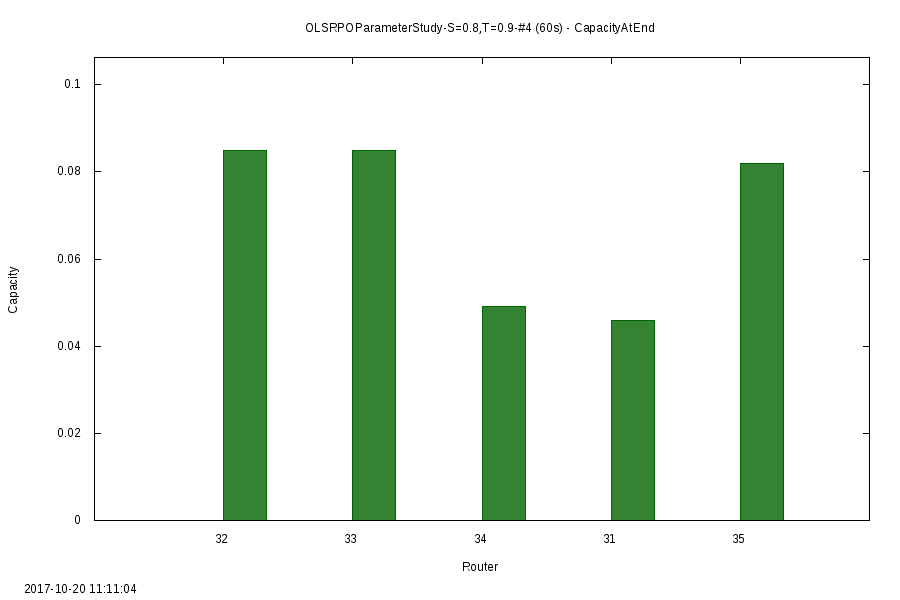 OLSRPOParameterStudy-S=0.8,T=0.9-#4 (60s) - CapacityAtEnd
0.1
0.08
0.06
0.04
0.02
0
Capacity
32 33 34 31 35
Router
2017-10-20 11:11:04